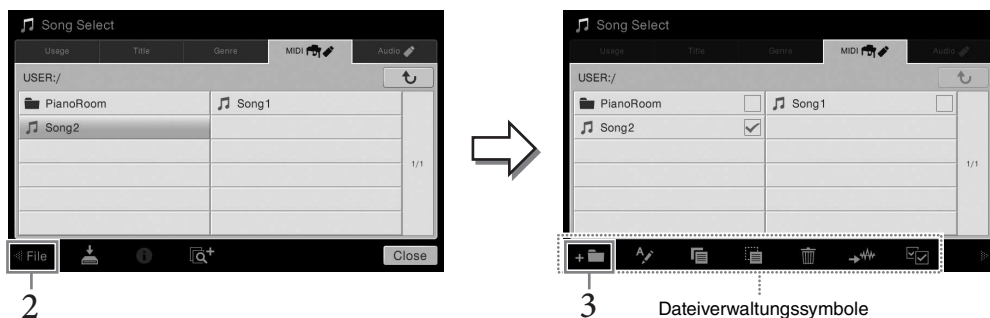 Song Select
Usage Title Genre MIDI Audio
USER:/
PianoRoom Song1
Song2
1/1
File Close
2
Song Select
Usage Title Genre MIDI Audio
USER:/
PianoRoom Song1
Song2
1/1
3
Dateiverwaltungssymbole